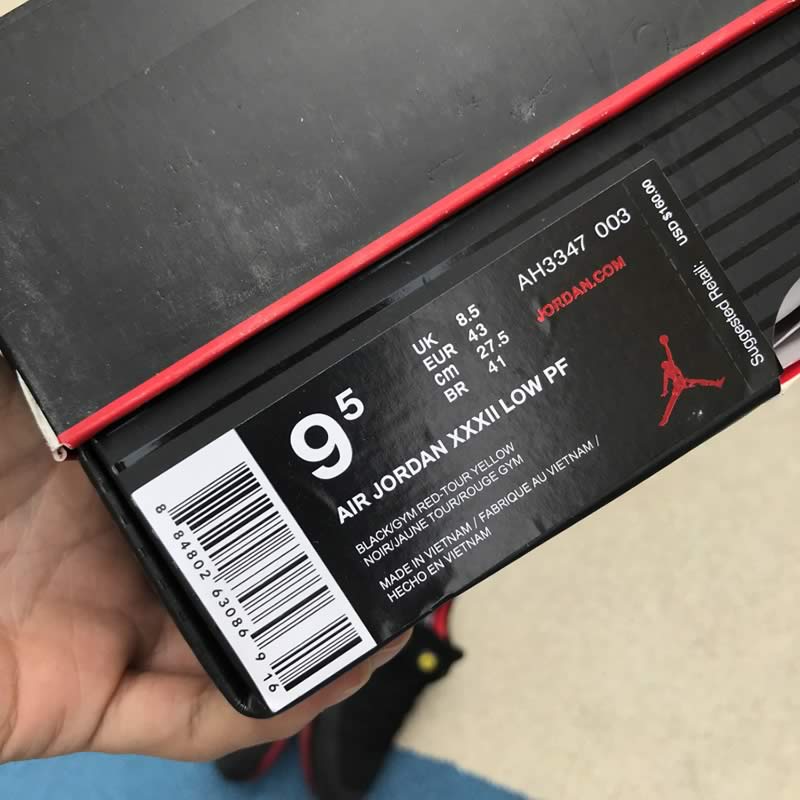 AH3347 003
JORDAN.COM
USD $160.00
Suggested Retail:
UK 8.5
EUR 43
cm 27.5
BR 41
9⁵
AIR JORDAN XXXII LOW PF
BLACK/GYM RED-TOUR YELLOW
NOIR/JAUNE TOUR/ROUGE GYM
MADE IN VIETNAM / FABRIQUE AU VIETNAM /
HECHO EN VIETNAM
8 84802 63086 9 16